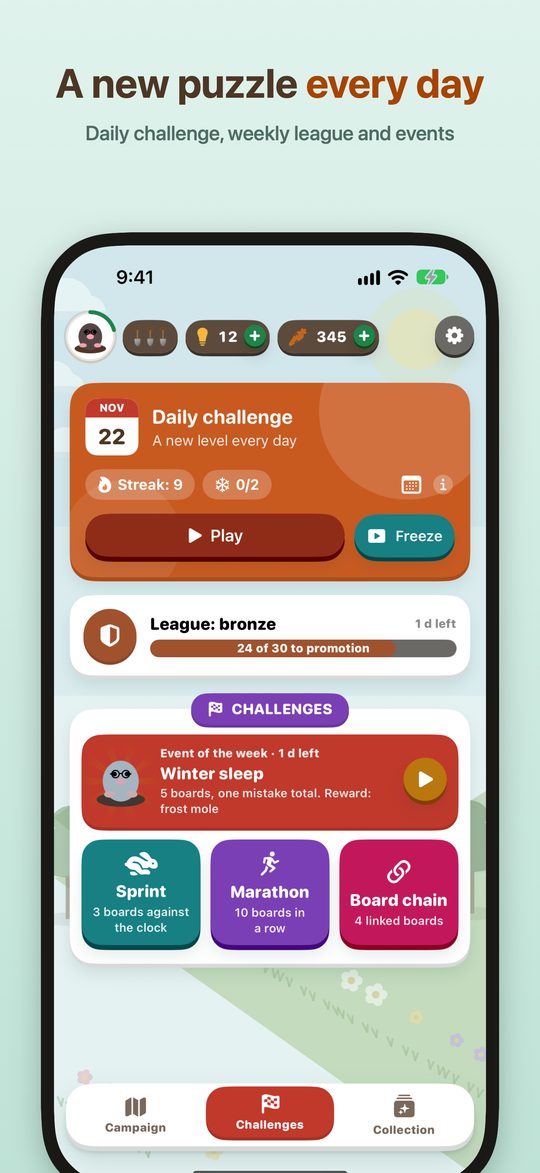 A new puzzle every day
Daily challenge, weekly league and events
9:41
12
345
NOV
22
Daily challenge
A new level every day
Streak: 9
0/2
Play
Freeze
League: bronze
1 d left
24 of 30 to promotion
CHALLENGES
Event of the week · 1 d left
Winter sleep
5 boards, one mistake total. Reward:
frost mole
Sprint
3 boards against
the clock
Marathon
10 boards in
a row
Board chain
4 linked boards
Campaign
Challenges
Collection